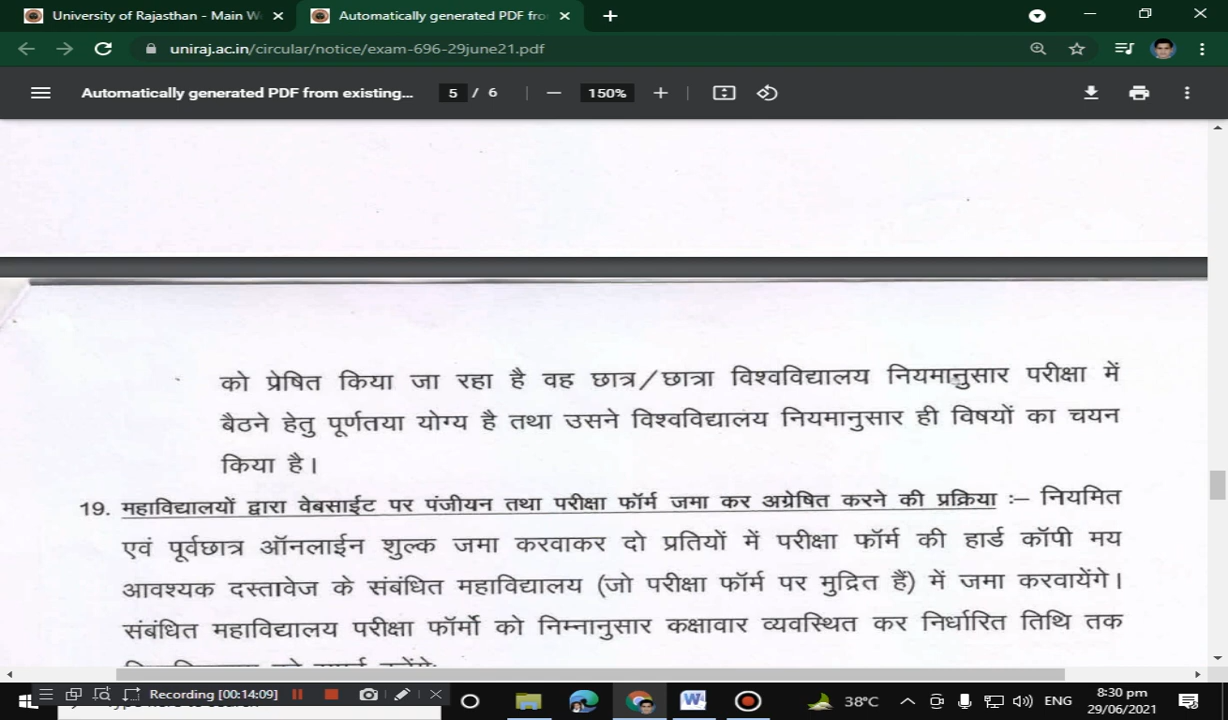 University of Rajasthan - Main W
Automatically generated PDF fro
uniraj.ac.in/circular/notice/exam-696-29june21.pdf
Automatically generated PDF from existing... 5 / 6 150%
को प्रेषित किया जा रहा है वह छात्र/छात्रा विश्वविद्यालय नियमानुसार परीक्षा में
बैठने हेतु पूर्णतया योग्य है तथा उसने विश्वविद्यालय नियमानुसार ही विषयों का चयन
किया है।
19. महाविद्यालयों द्वारा वेबसाईट पर पंजीयन तथा परीक्षा फॉर्म जमा कर अग्रेषित करने की प्रक्रिया :– नियमित
एवं पूर्वछात्र ऑनलाईन शुल्क जमा करवाकर दो प्रतियों में परीक्षा फॉर्म की हार्ड कॉपी मय
आवश्यक दस्तावेज के संबंधित महाविद्यालय (जो परीक्षा फॉर्म पर मुद्रित हैं) में जमा करवायेंगे।
संबंधित महाविद्यालय परीक्षा फॉर्मो को निम्नानुसार कक्षावार व्यवस्थित कर निर्धारित तिथि तक
Recording [00:14:09]
38°C ENG
8:30 pm
29/06/2021